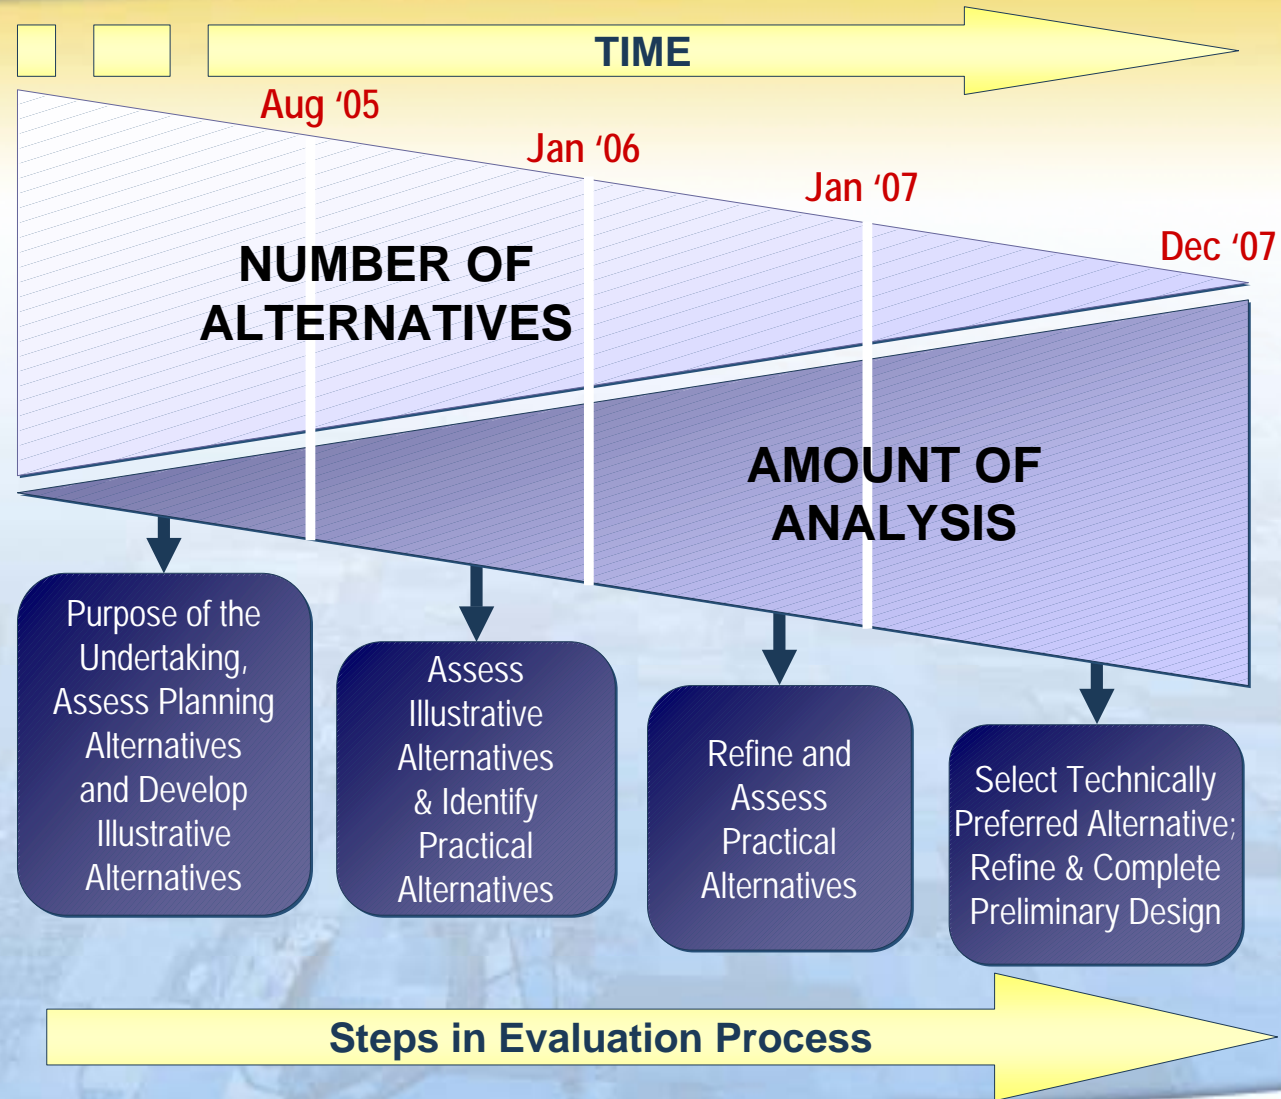 TIME
Aug ‘05
Jan ‘06
Jan ‘07
Dec ‘07
NUMBER OF
ALTERNATIVES
AMOUNT OF
ANALYSIS
Purpose of the
Undertaking,
Assess Planning
Alternatives
and Develop
Illustrative
Alternatives
Assess
Illustrative
Alternatives
& Identify
Practical
Alternatives
Refine and
Assess
Practical
Alternatives
Select Technically
Preferred Alternative;
Refine & Complete
Preliminary Design
Steps in Evaluation Process